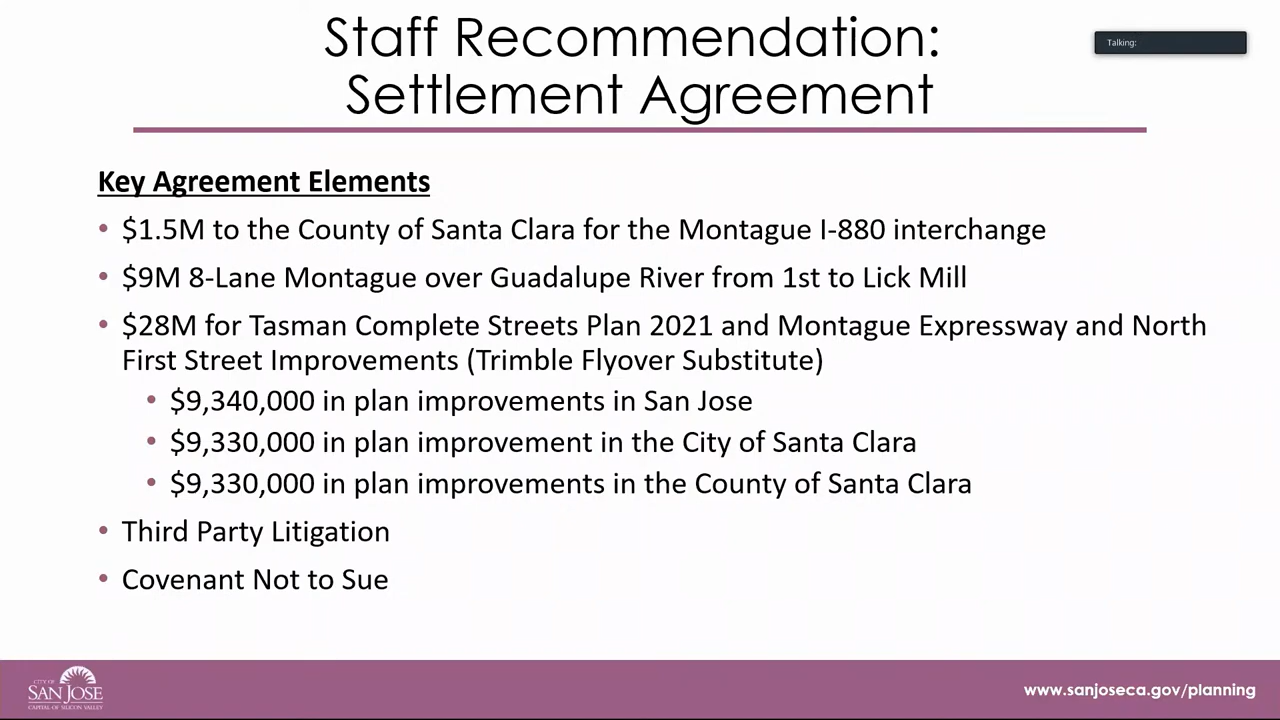 Staff Recommendation:
Settlement Agreement
Talking:
Key Agreement Elements
• $1.5M to the County of Santa Clara for the Montague I-880 interchange
• $9M 8-Lane Montague over Guadalupe River from 1st to Lick Mill
• $28M for Tasman Complete Streets Plan 2021 and Montague Expressway and North
First Street Improvements (Trimble Flyover Substitute)
• $9,340,000 in plan improvements in San Jose
• $9,330,000 in plan improvement in the City of Santa Clara
• $9,330,000 in plan improvements in the County of Santa Clara
• Third Party Litigation
• Covenant Not to Sue
CITY OF
SAN JOSE
CAPITAL OF SILICON VALLEY
www.sanjoseca.gov/planning